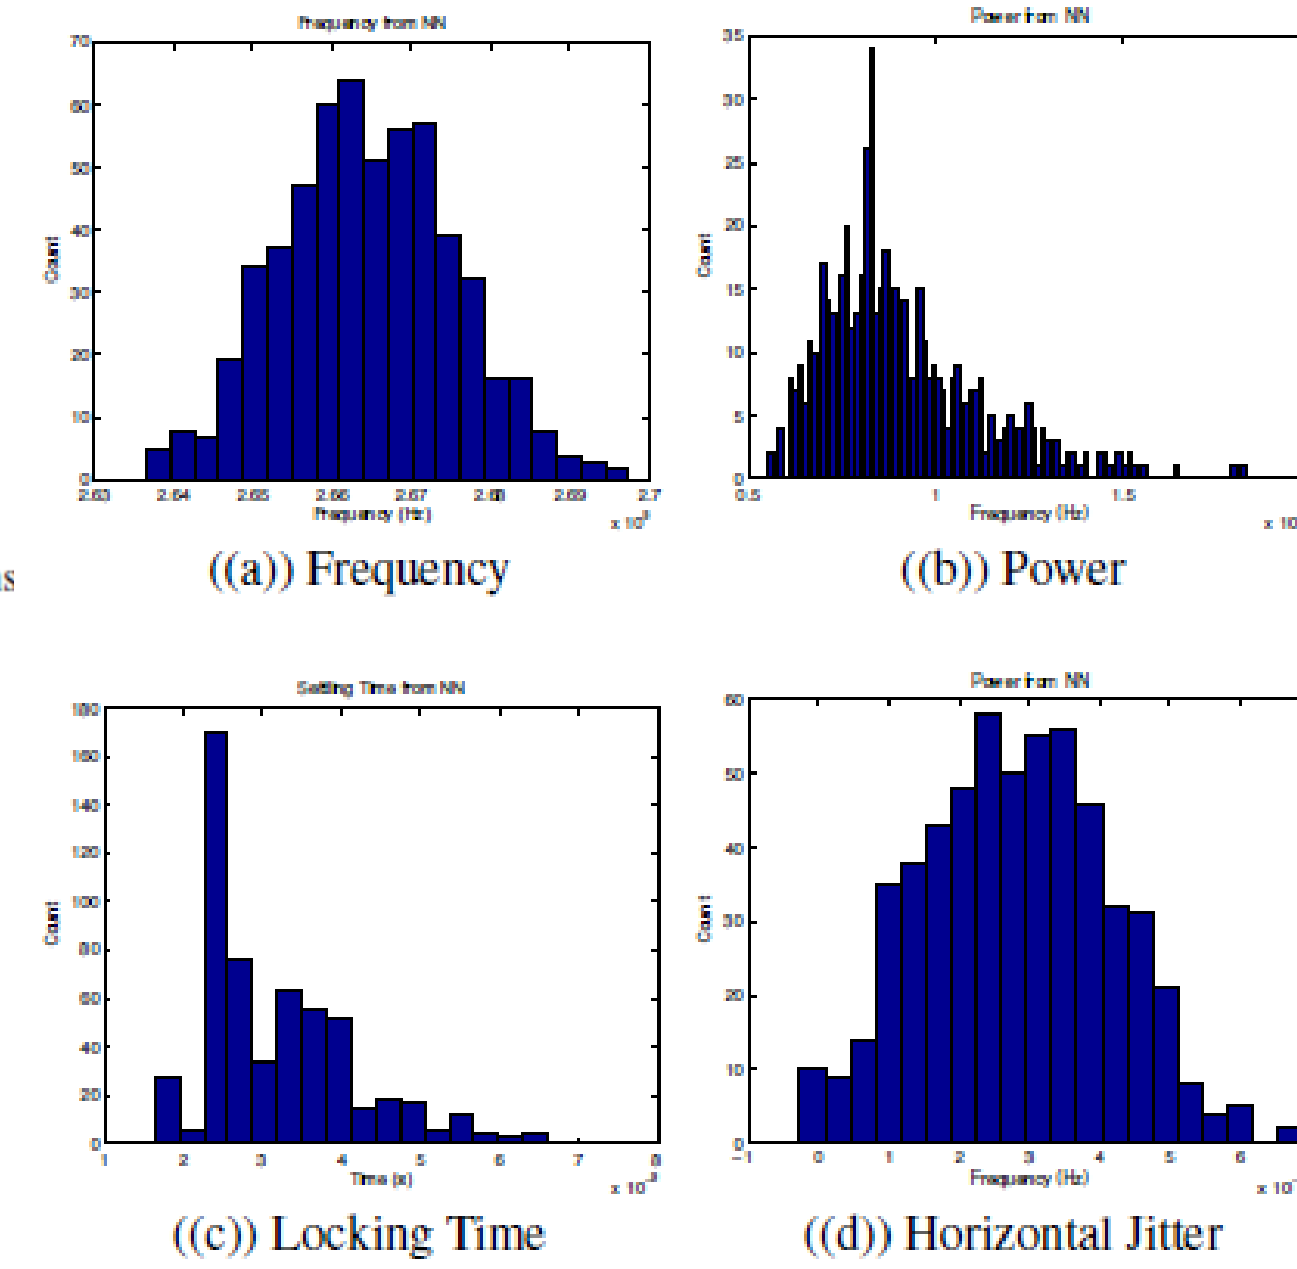 Frequency from NN
70
60
50
40
30
20
10
0
Count
2.63 2.64 2.65 2.66 2.67 2.68 2.69 2.7
Frequency (Hz)
x 10⁹
((a)) Frequency
Power from NN
35
30
25
20
15
10
5
0
Count
0.5 1 1.5
Frequency (Hz)
x 10
((b)) Power
ns
Settling Time from NN
180
160
140
120
100
80
60
40
20
0
Count
1 2 3 4 5 6 7 8
Time (s)
((c)) Locking Time
Power from NN
60
50
40
30
20
10
0
Count
-1 0 1 2 3 4 5 6
Frequency (Hz)
x 10⁻
((d)) Horizontal Jitter